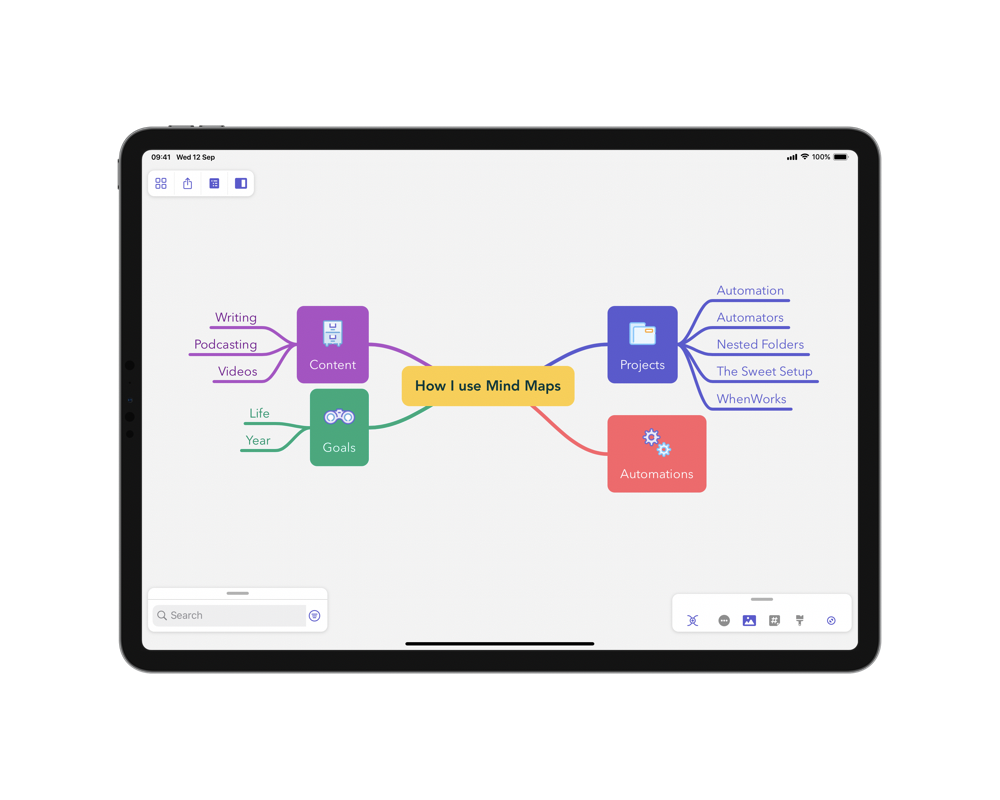 09:41 Wed 12 Sep
100%
Writing
Podcasting
Videos
Content
Life
Year
Goals
How I use Mind Maps
Projects
Automation
Automators
Nested Folders
The Sweet Setup
WhenWorks
Automations
Search